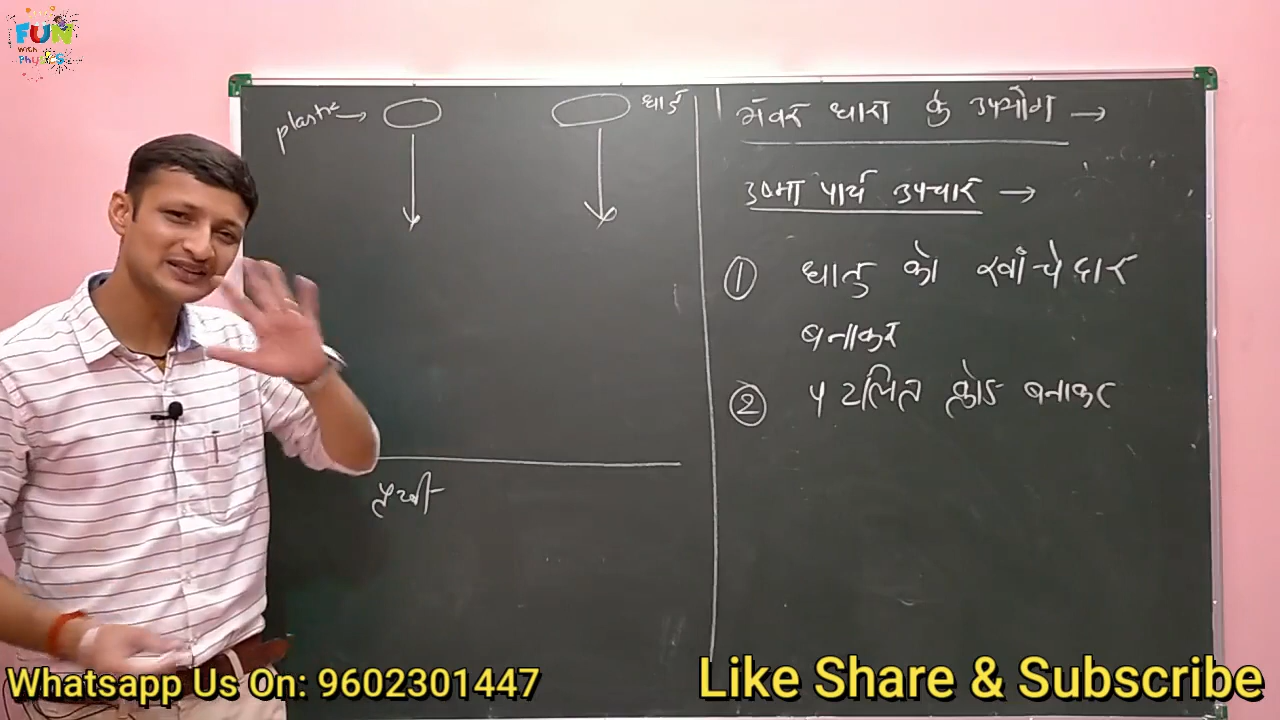 FUN
WITH
Physics
plastic →
धातु
पृथ्वी
भंवर धारा के उपयोग →
उष्मा पार्य उपचार →
① धातु को खांचेदार
बनाकर
② पटलित क्रोड बनाकर
Whatsapp Us On: 9602301447
Like Share & Subscribe